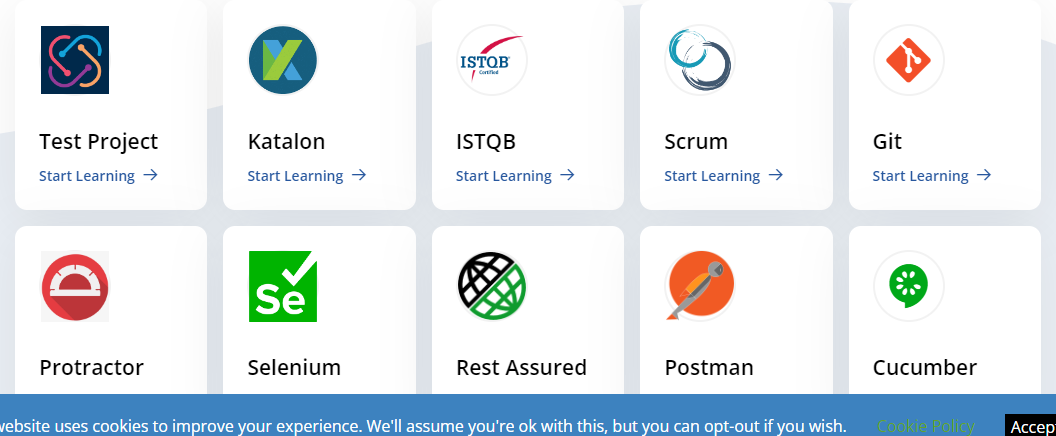 ISTQB
Certified
Test Project
Katalon
ISTQB
Scrum
Git
Start Learning →
Start Learning →
Start Learning →
Start Learning →
Start Learning →
Se
Protractor
Selenium
Rest Assured
Postman
Cucumber
website uses cookies to improve your experience. We'll assume you're ok with this, but you can opt-out if you wish. Cookie Policy Accep